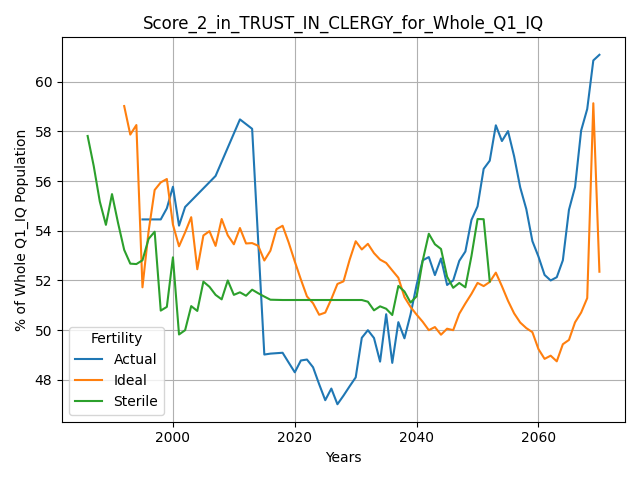 Score_2_in_TRUST_IN_CLERGY_for_Whole_Q1_IQ
% of Whole Q1_IQ Population
60
58
56
54
52
50
48
Fertility
Actual
Ideal
Sterile
2000
2020
2040
2060
Years